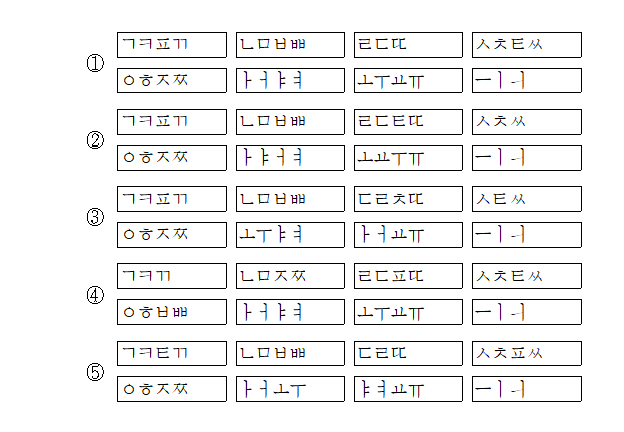 ① ㄱㅋㅍㄲ ㄴㅁㅂㅃ ㄹㄷㄸ ㅅㅊㅌㅆ
ㅇㅎㅈㅉ ㅏㅓㅑㅕ ㅗㅜㅛㅠ ㅡㅣㅢ
② ㄱㅋㅍㄲ ㄴㅁㅂㅃ ㄹㄷㅌㄸ ㅅㅊㅆ
ㅇㅎㅈㅉ ㅏㅑㅓㅕ ㅗㅛㅜㅠ ㅡㅣㅢ
③ ㄱㅋㅍㄲ ㄴㅁㅂㅃ ㄷㄹㅊㄸ ㅅㅌㅆ
ㅇㅎㅈㅉ ㅗㅜㅑㅕ ㅏㅓㅛㅠ ㅡㅣㅢ
④ ㄱㅋㄲ ㄴㅁㅈㅉ ㄹㄷㅍㄸ ㅅㅊㅌㅆ
ㅇㅎㅂㅃ ㅏㅓㅑㅕ ㅗㅜㅛㅠ ㅡㅣㅢ
⑤ ㄱㅋㅌㄲ ㄴㅁㅂㅃ ㄷㄹㄸ ㅅㅊㅍㅆ
ㅇㅎㅈㅉ ㅏㅓㅗㅜ ㅑㅕㅛㅠ ㅡㅣㅢ